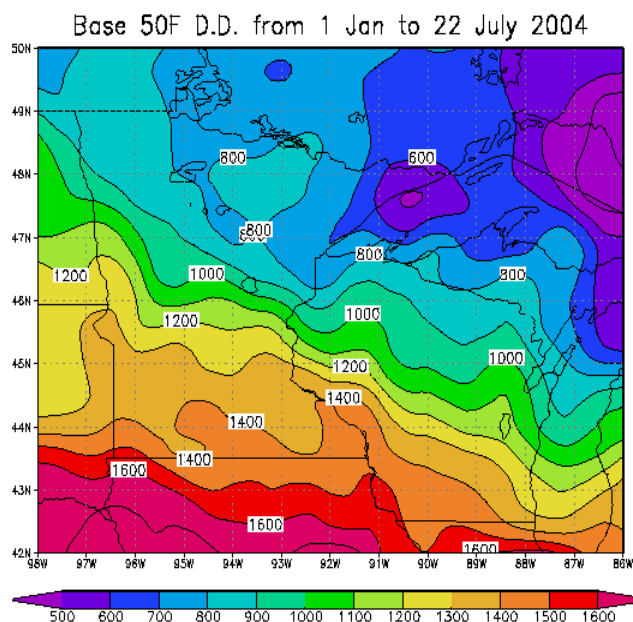 Base 50F D.D. from 1 Jan to 22 July 2004
50N
49N
800 600
48N
800
800
47N
800
1200 1000 800
46N
1200 1000
45N
1200 1000
1400
44N
1400
1400
43N
1600
1600
1600
42N
98W 97W 96W 95W 94W 93W 92W 91W 90W 89W 88W 87W 86W
500 600 700 800 900 1000 1100 1200 1300 1400 1500 1600